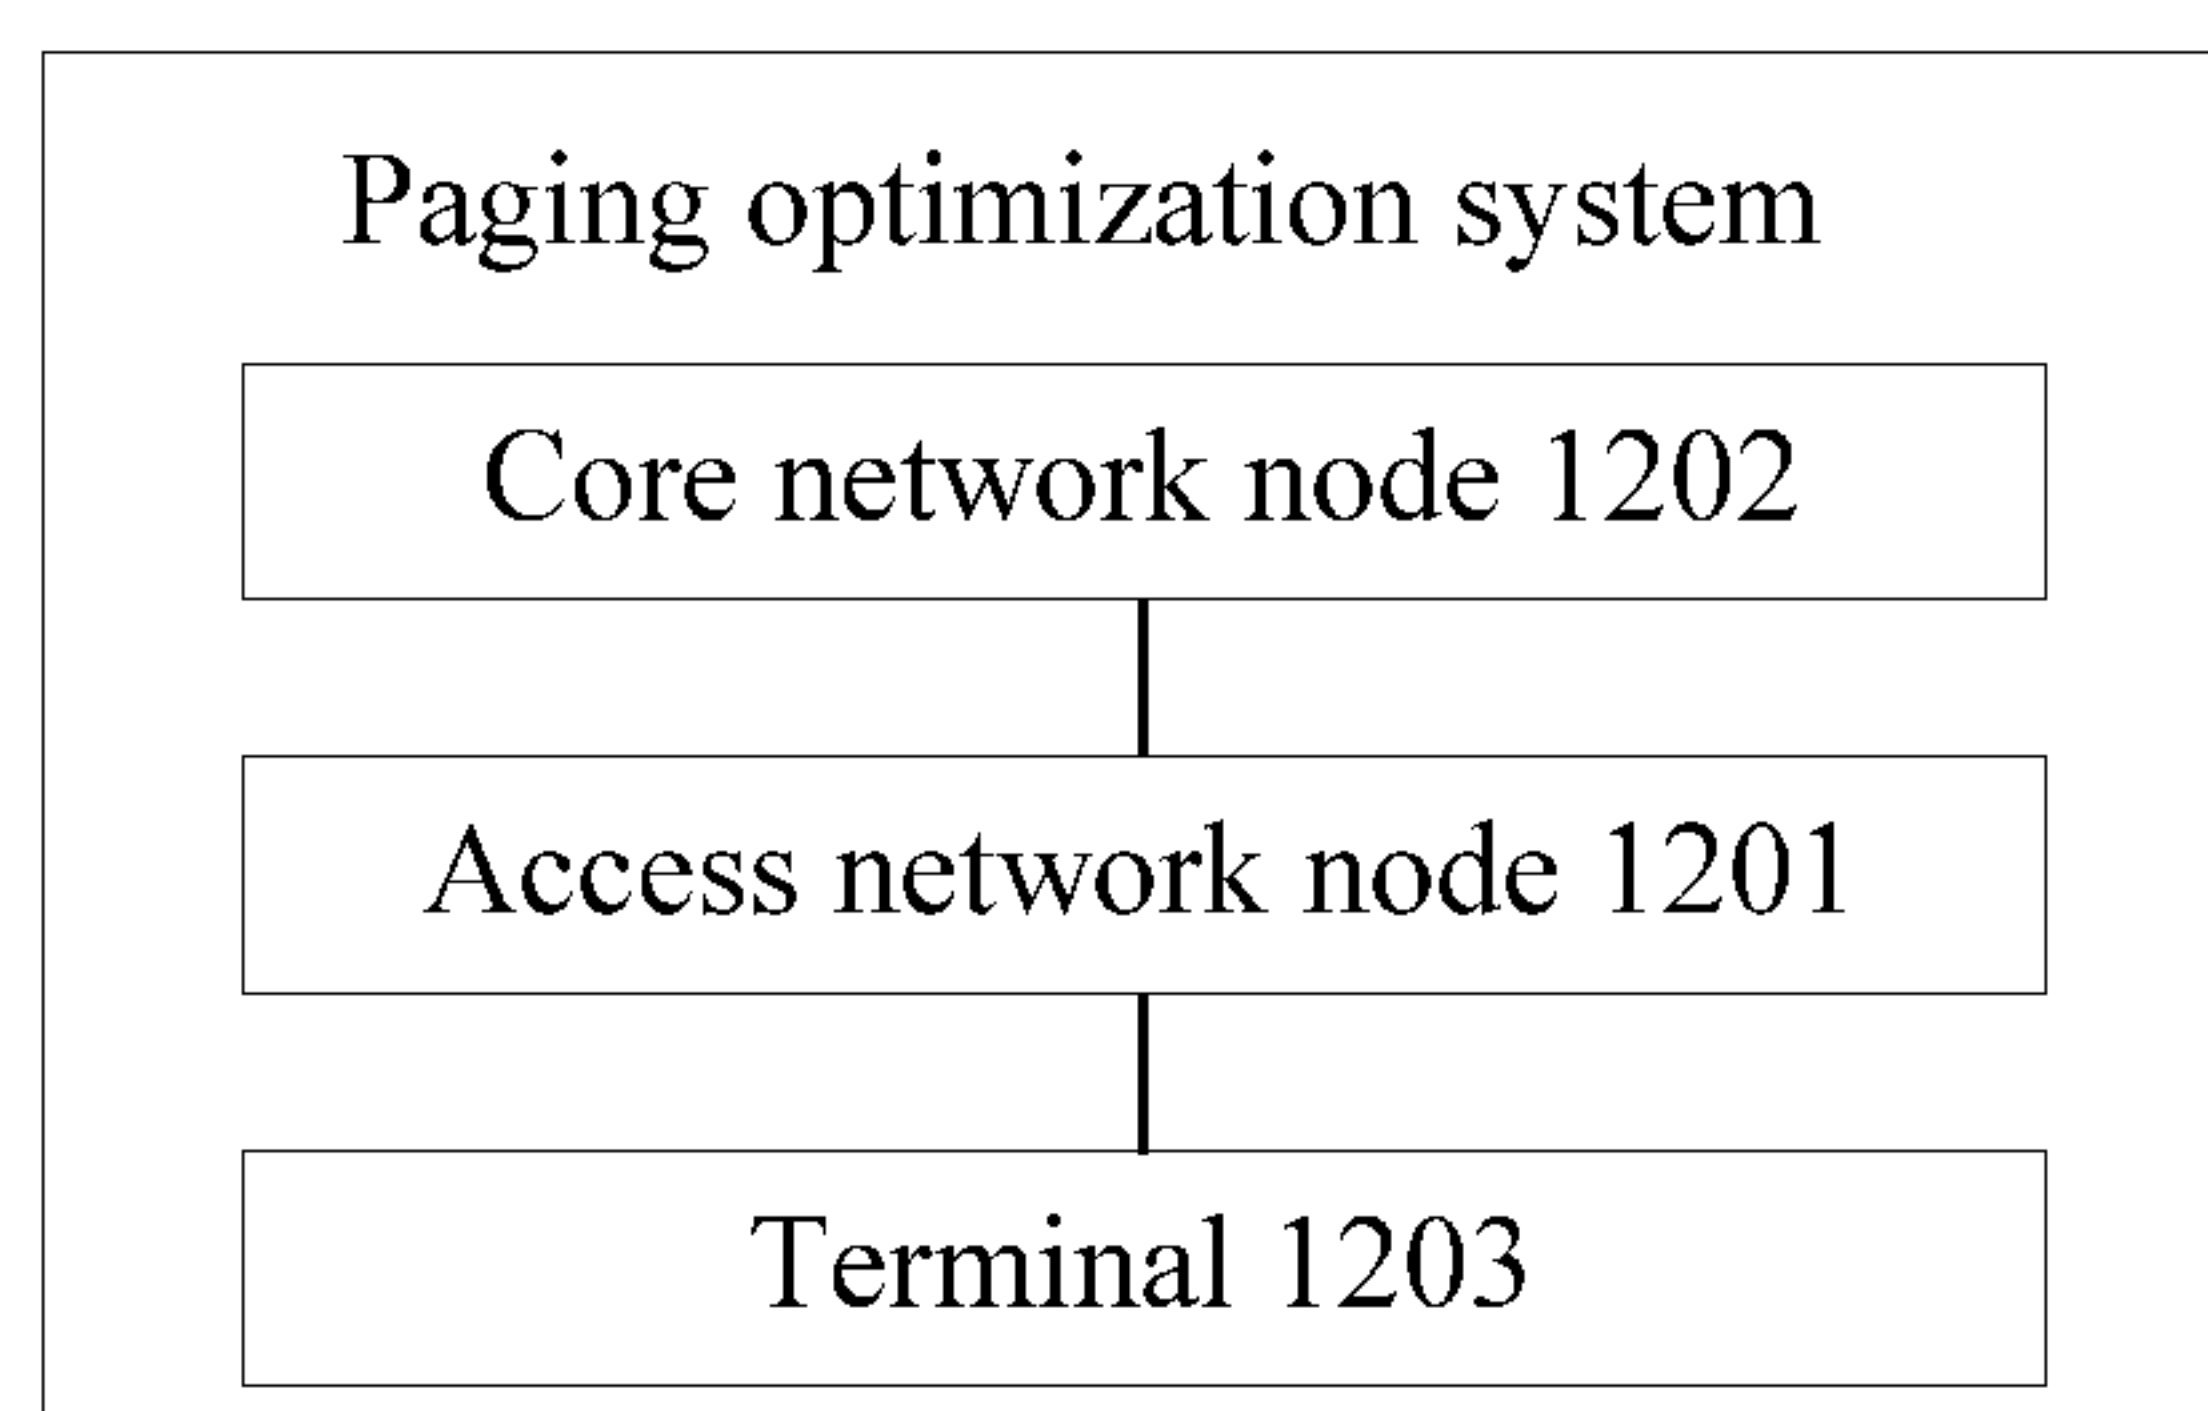 Paging optimization system
Core network node 1202
Access network node 1201
Terminal 1203